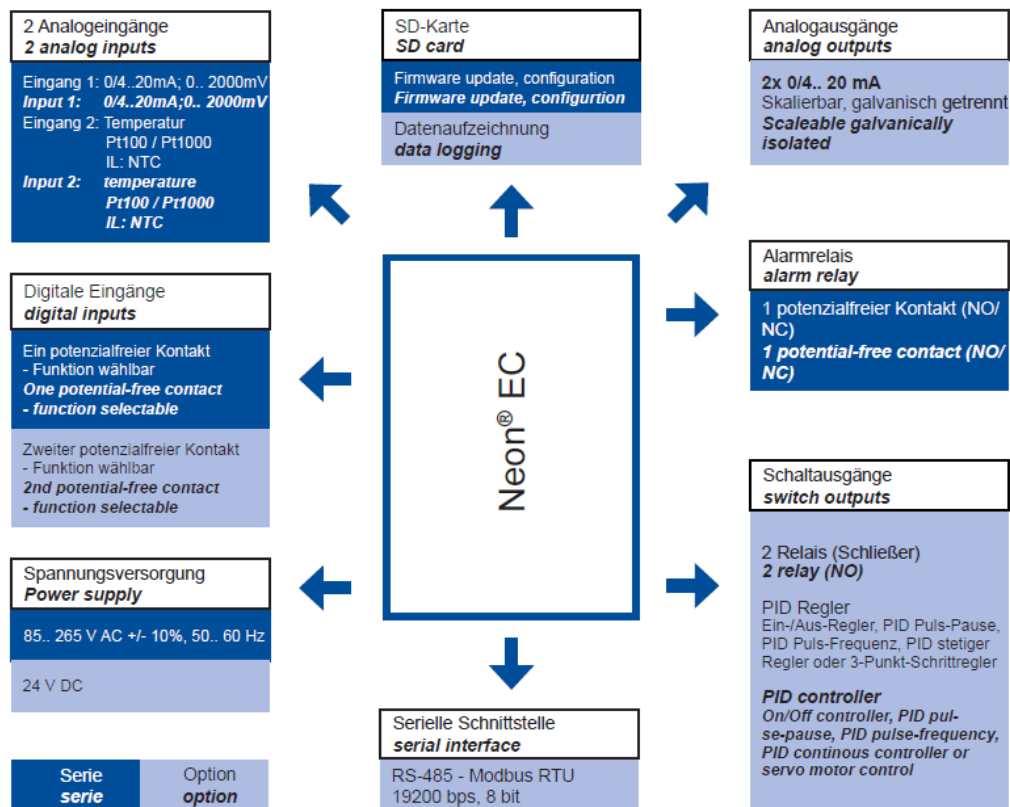 2 Analogeingänge
2 analog inputs
Eingang 1: 0/4..20mA; 0.. 2000mV
Input 1: 0/4..20mA;0.. 2000mV
Eingang 2: Temperatur
Pt100 / Pt1000
IL: NTC
Input 2: temperature
Pt100 / Pt1000
IL: NTC
SD-Karte
SD card
Firmware update, configuration
Firmware update, configurtion
Datenaufzeichnung
data logging
Analogausgänge
analog outputs
2x 0/4.. 20 mA
Skalierbar, galvanisch getrennt
Scaleable galvanically
isolated
Digitale Eingänge
digital inputs
Ein potenzialfreier Kontakt
- Funktion wählbar
One potential-free contact
- function selectable
Zweiter potenzialfreier Kontakt
- Funktion wählbar
2nd potential-free contact
- function selectable
Neon® EC
Alarmrelais
alarm relay
1 potenzialfreier Kontakt (NO/
NC)
1 potential-free contact (NO/
NC)
Spannungsversorgung
Power supply
85.. 265 V AC +/- 10%, 50.. 60 Hz
24 V DC
Schaltausgänge
switch outputs
2 Relais (Schließer)
2 relay (NO)
PID Regler
Ein-/Aus-Regler, PID Puls-Pause,
PID Puls-Frequenz, PID stetiger
Regler oder 3-Punkt-Schrittregler
PID controller
On/Off controller, PID pul-
se-pause, PID pulse-frequency,
PID continous controller or
servo motor control
Serielle Schnittstelle
serial interface
RS-485 - Modbus RTU
19200 bps, 8 bit
Serie
serie
Option
option